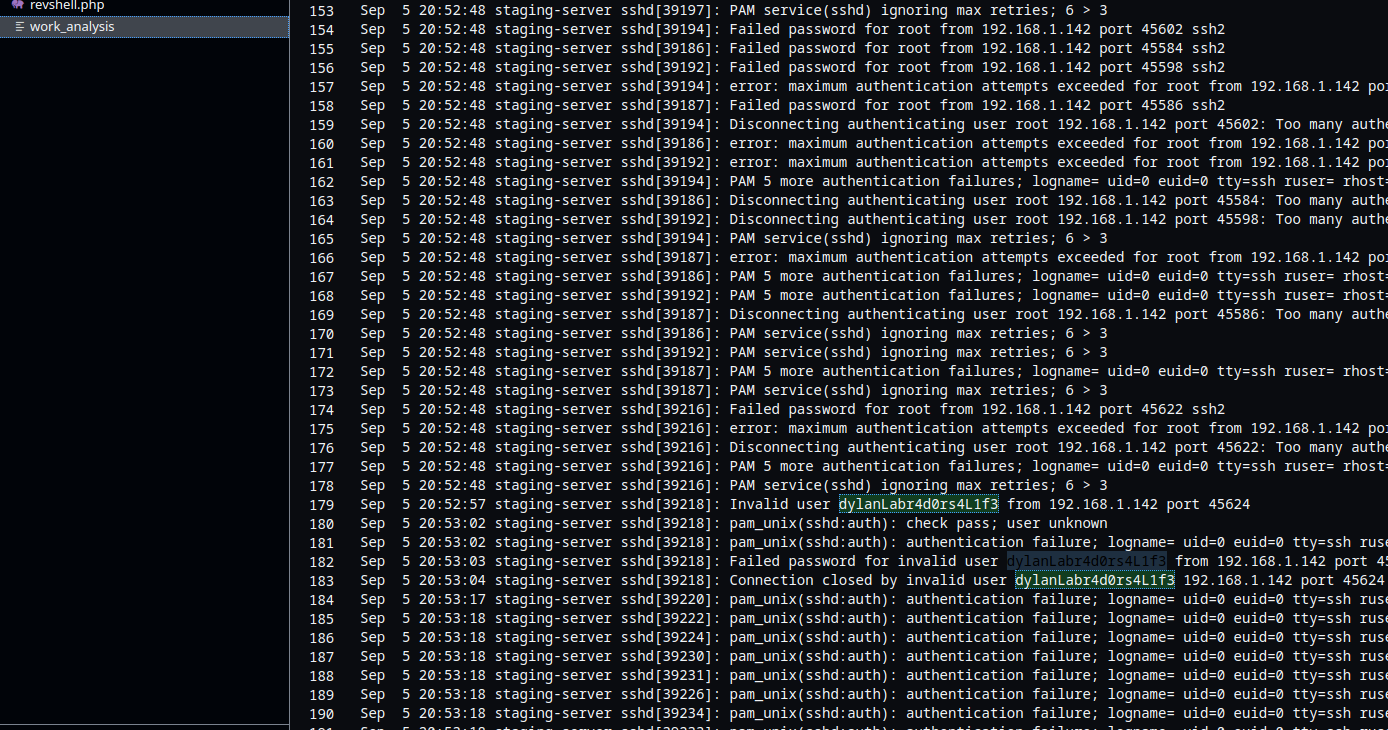 revshell.php
work_analysis
153 Sep  5 20:52:48 staging-server sshd[39197]: PAM service(sshd) ignoring max retries; 6 > 3
154 Sep  5 20:52:48 staging-server sshd[39194]: Failed password for root from 192.168.1.142 port 45602 ssh2
155 Sep  5 20:52:48 staging-server sshd[39186]: Failed password for root from 192.168.1.142 port 45584 ssh2
156 Sep  5 20:52:48 staging-server sshd[39192]: Failed password for root from 192.168.1.142 port 45598 ssh2
157 Sep  5 20:52:48 staging-server sshd[39194]: error: maximum authentication attempts exceeded for root from 192.168.1.142 por
158 Sep  5 20:52:48 staging-server sshd[39187]: Failed password for root from 192.168.1.142 port 45586 ssh2
159 Sep  5 20:52:48 staging-server sshd[39194]: Disconnecting authenticating user root 192.168.1.142 port 45602: Too many authe
160 Sep  5 20:52:48 staging-server sshd[39186]: error: maximum authentication attempts exceeded for root from 192.168.1.142 por
161 Sep  5 20:52:48 staging-server sshd[39192]: error: maximum authentication attempts exceeded for root from 192.168.1.142 por
162 Sep  5 20:52:48 staging-server sshd[39194]: PAM 5 more authentication failures; logname= uid=0 euid=0 tty=ssh ruser= rhost=
163 Sep  5 20:52:48 staging-server sshd[39186]: Disconnecting authenticating user root 192.168.1.142 port 45584: Too many authe
164 Sep  5 20:52:48 staging-server sshd[39192]: Disconnecting authenticating user root 192.168.1.142 port 45598: Too many authe
165 Sep  5 20:52:48 staging-server sshd[39194]: PAM service(sshd) ignoring max retries; 6 > 3
166 Sep  5 20:52:48 staging-server sshd[39187]: error: maximum authentication attempts exceeded for root from 192.168.1.142 por
167 Sep  5 20:52:48 staging-server sshd[39186]: PAM 5 more authentication failures; logname= uid=0 euid=0 tty=ssh ruser= rhost=
168 Sep  5 20:52:48 staging-server sshd[39192]: PAM 5 more authentication failures; logname= uid=0 euid=0 tty=ssh ruser= rhost=
169 Sep  5 20:52:48 staging-server sshd[39187]: Disconnecting authenticating user root 192.168.1.142 port 45586: Too many authe
170 Sep  5 20:52:48 staging-server sshd[39186]: PAM service(sshd) ignoring max retries; 6 > 3
171 Sep  5 20:52:48 staging-server sshd[39192]: PAM service(sshd) ignoring max retries; 6 > 3
172 Sep  5 20:52:48 staging-server sshd[39187]: PAM 5 more authentication failures; logname= uid=0 euid=0 tty=ssh ruser= rhost=
173 Sep  5 20:52:48 staging-server sshd[39187]: PAM service(sshd) ignoring max retries; 6 > 3
174 Sep  5 20:52:48 staging-server sshd[39216]: Failed password for root from 192.168.1.142 port 45622 ssh2
175 Sep  5 20:52:48 staging-server sshd[39216]: error: maximum authentication attempts exceeded for root from 192.168.1.142 por
176 Sep  5 20:52:48 staging-server sshd[39216]: Disconnecting authenticating user root 192.168.1.142 port 45622: Too many authe
177 Sep  5 20:52:48 staging-server sshd[39216]: PAM 5 more authentication failures; logname= uid=0 euid=0 tty=ssh ruser= rhost=
178 Sep  5 20:52:48 staging-server sshd[39216]: PAM service(sshd) ignoring max retries; 6 > 3
179 Sep  5 20:52:57 staging-server sshd[39218]: Invalid user dylanLabr4d0rs4L1f3 from 192.168.1.142 port 45624
180 Sep  5 20:53:02 staging-server sshd[39218]: pam_unix(sshd:auth): check pass; user unknown
181 Sep  5 20:53:02 staging-server sshd[39218]: pam_unix(sshd:auth): authentication failure; logname= uid=0 euid=0 tty=ssh ruse
182 Sep  5 20:53:03 staging-server sshd[39218]: Failed password for invalid user dylanLabr4d0rs4L1f3 from 192.168.1.142 port 45
183 Sep  5 20:53:04 staging-server sshd[39218]: Connection closed by invalid user dylanLabr4d0rs4L1f3 192.168.1.142 port 45624
184 Sep  5 20:53:17 staging-server sshd[39220]: pam_unix(sshd:auth): authentication failure; logname= uid=0 euid=0 tty=ssh ruse
185 Sep  5 20:53:18 staging-server sshd[39222]: pam_unix(sshd:auth): authentication failure; logname= uid=0 euid=0 tty=ssh ruse
186 Sep  5 20:53:18 staging-server sshd[39224]: pam_unix(sshd:auth): authentication failure; logname= uid=0 euid=0 tty=ssh ruse
187 Sep  5 20:53:18 staging-server sshd[39230]: pam_unix(sshd:auth): authentication failure; logname= uid=0 euid=0 tty=ssh ruse
188 Sep  5 20:53:18 staging-server sshd[39231]: pam_unix(sshd:auth): authentication failure; logname= uid=0 euid=0 tty=ssh ruse
189 Sep  5 20:53:18 staging-server sshd[39226]: pam_unix(sshd:auth): authentication failure; logname= uid=0 euid=0 tty=ssh ruse
190 Sep  5 20:53:18 staging-server sshd[39234]: pam_unix(sshd:auth): authentication failure; logname= uid=0 euid=0 tty=ssh ruse